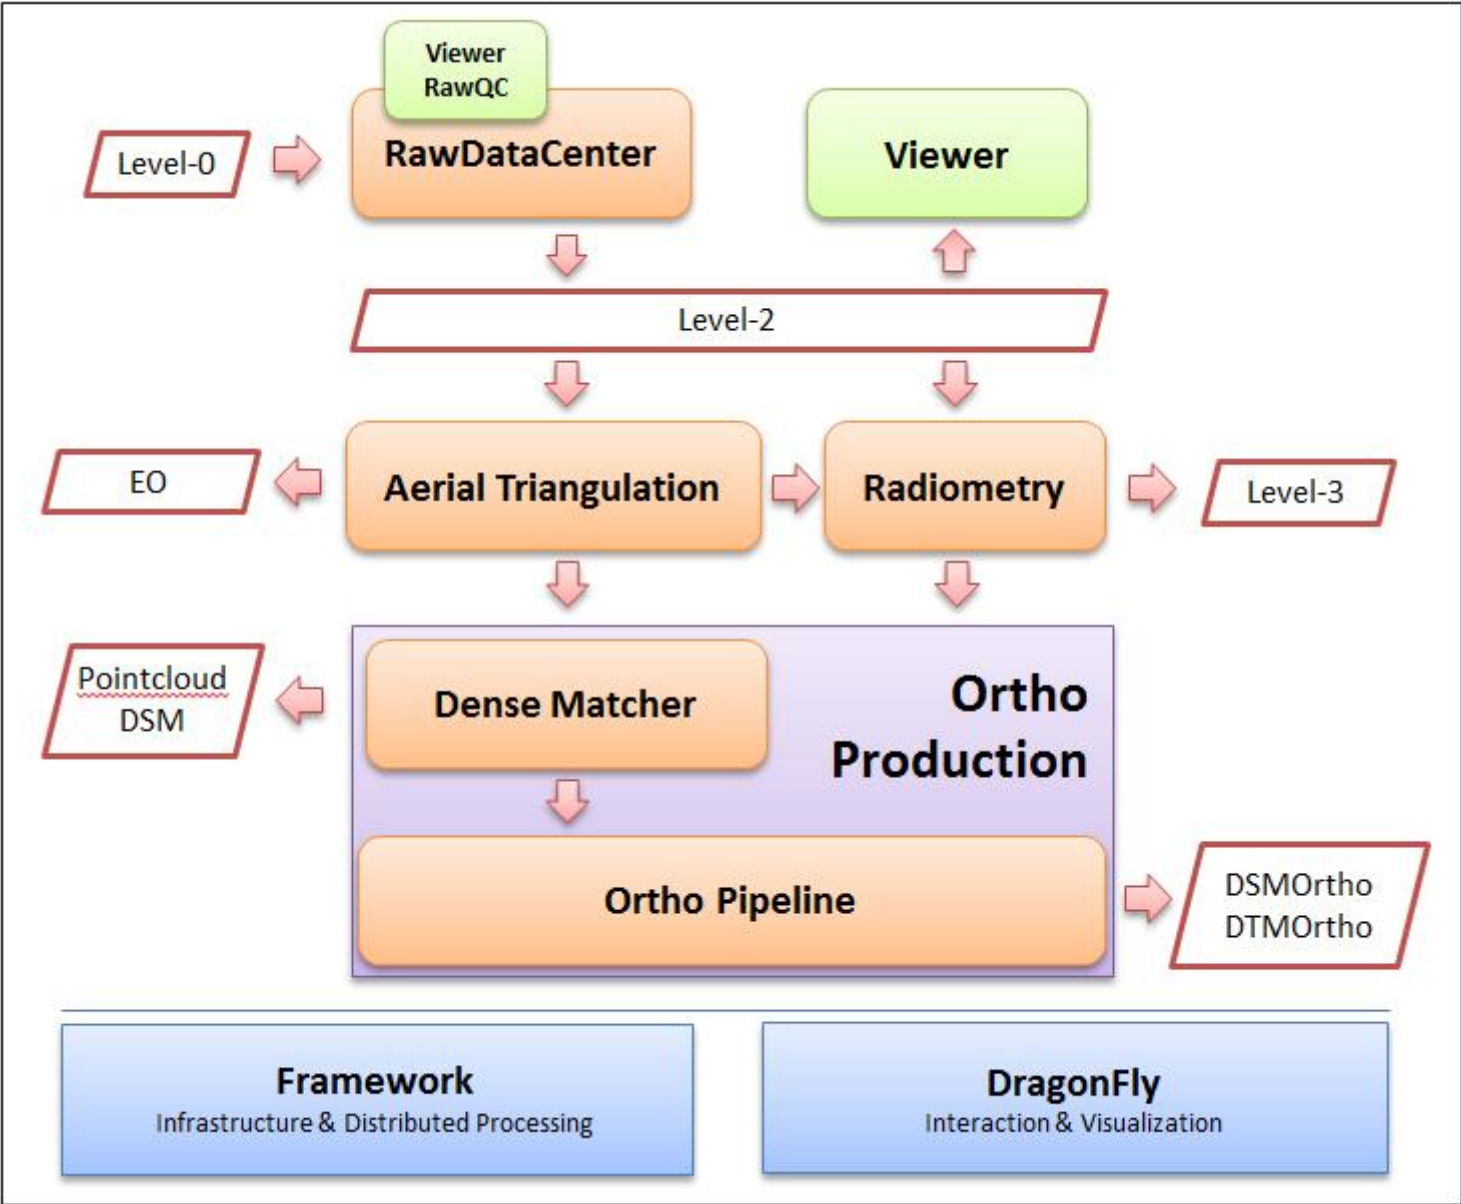 Viewer
RawQC
Level-0
RawDataCenter
Viewer
Level-2
EO
Aerial Triangulation
Radiometry
Level-3
Pointcloud
DSM
Dense Matcher
Ortho
Production
Ortho Pipeline
DSMOrtho
DTMOrtho
Framework
Infrastructure & Distributed Processing
DragonFly
Interaction & Visualization